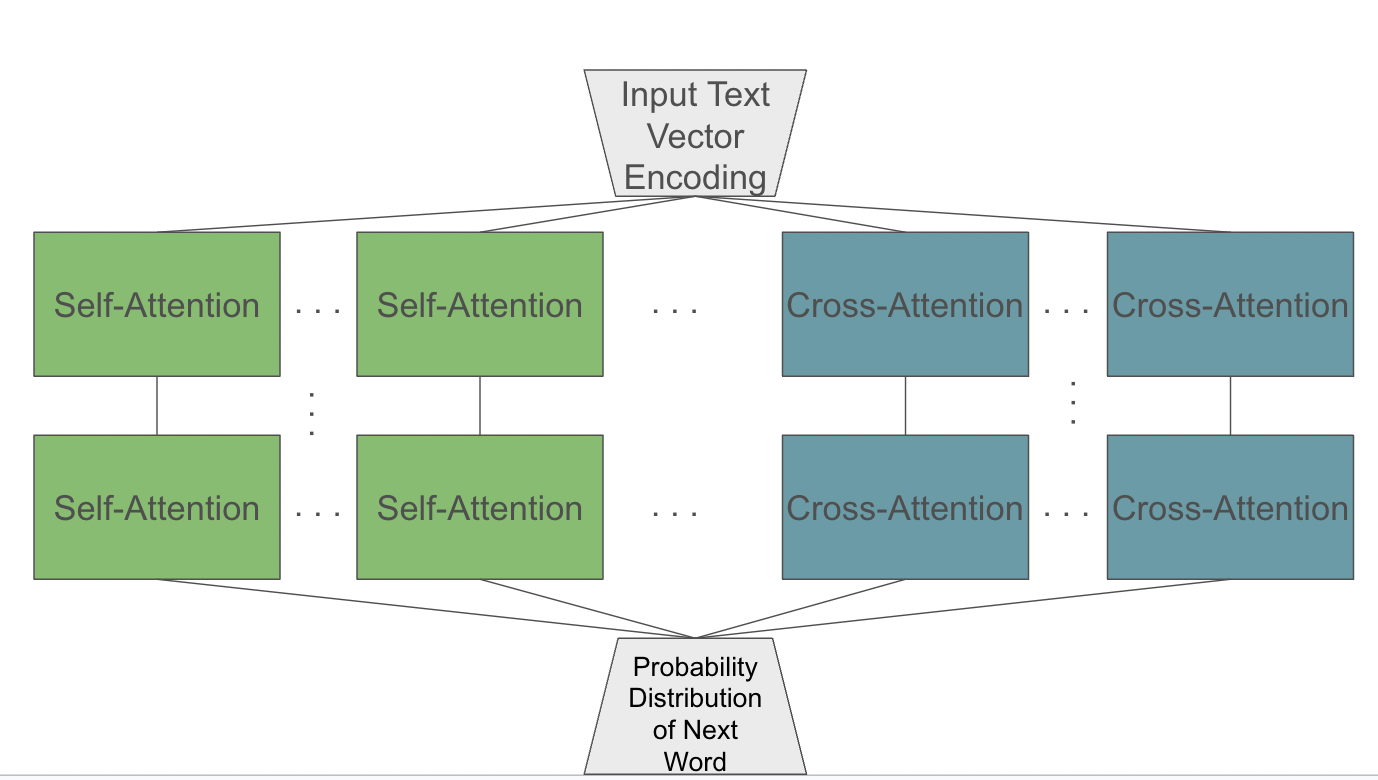 Input Text
Vector
Encoding
Self-Attention . . . Self-Attention . . . Cross-Attention . . . Cross-Attention
Self-Attention . . . Self-Attention . . . Cross-Attention . . . Cross-Attention
Probability
Distribution
of Next
Word